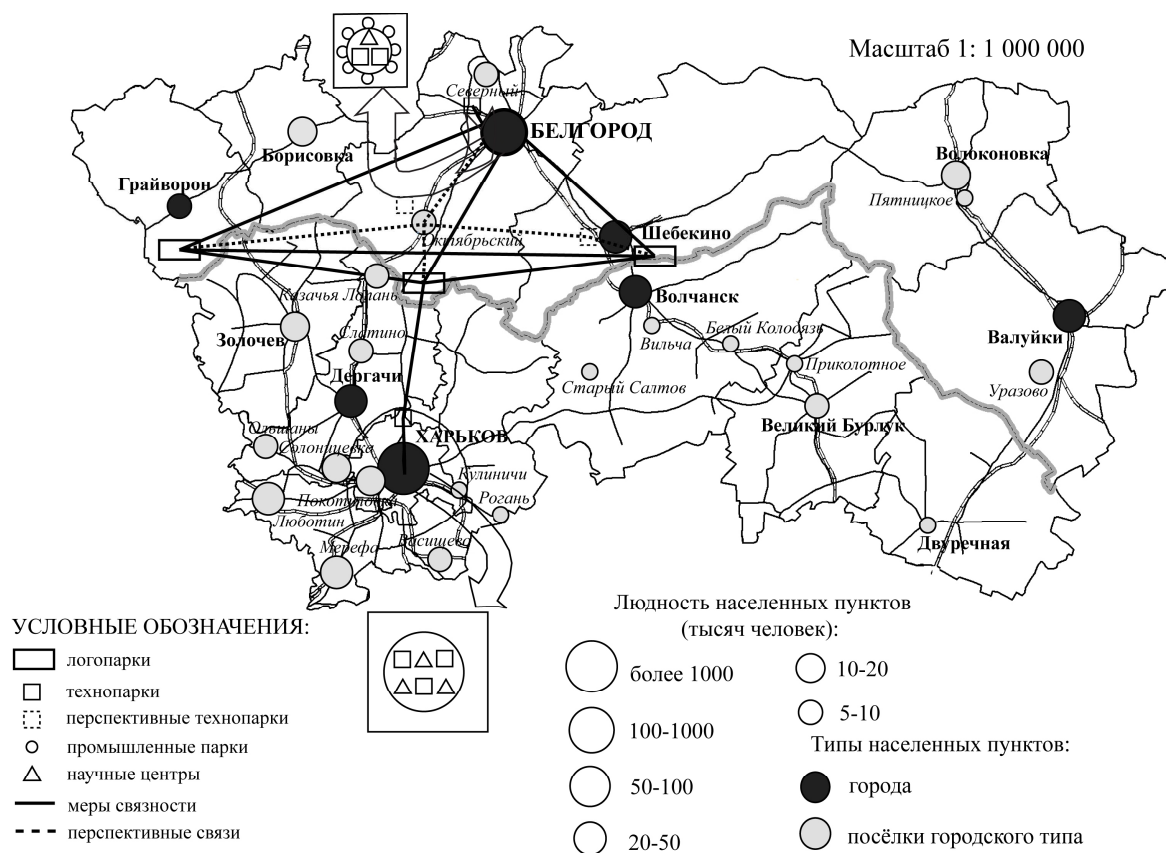 Масштаб 1: 1 000 000
Северный
БЕЛГОРОД
Борисовка
Волоконовка
Грайворон
Пятницкое
Шебекино
Октябрьский
Казачья Лопань
Волчанск
Золочев
Слатино
Вильча
Белый Колодязь
Валуйки
Приколотное
Дергачи
Старый Салтов
Уразово
Ольшаны
Великий Бурлук
Солоницевка
ХАРЬКОВ
Кулиничи
Покотиловка
Рогань
Люботин
Мерефа
Васищево
Двуречная
УСЛОВНЫЕ ОБОЗНАЧЕНИЯ:
логопарки
технопарки
перспективные технопарки
промышленные парки
научные центры
меры связности
перспективные связи
Людность населенных пунктов
(тысяч человек):
более 1000
100-1000
50-100
20-50
10-20
5-10
Типы населенных пунктов:
города
посёлки городского типа